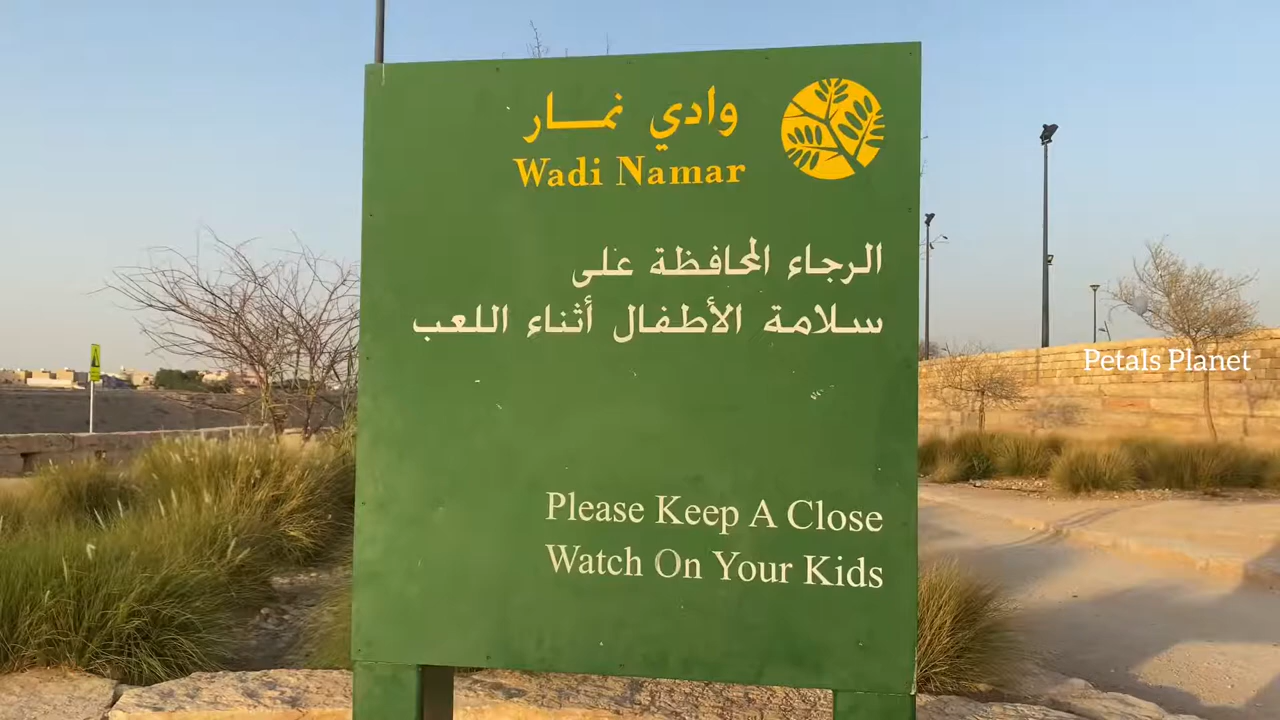 وادي نمار
Wadi Namar
الرجاء المحافظة على
سلامة الأطفال أثناء اللعب
Please Keep A Close
Watch On Your Kids
Petals Planet